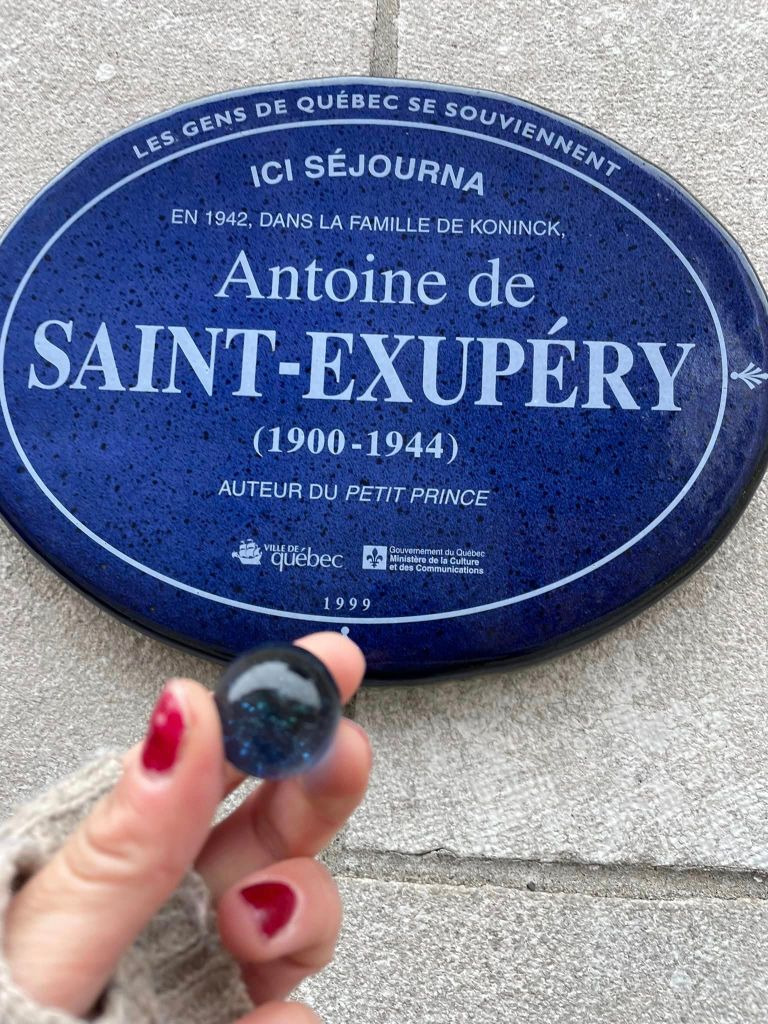 LES GENS DE QUÉBEC SE SOUVIENNENT
ICI SÉJOURNA
EN 1942, DANS LA FAMILLE DE KONINCK,
Antoine de
SAINT-EXUPÉRY
(1900-1944)
AUTEUR DU PETIT PRINCE
VILLE DE
québec
Gouvernement du Québec
Ministère de la Culture
et des Communications
1999